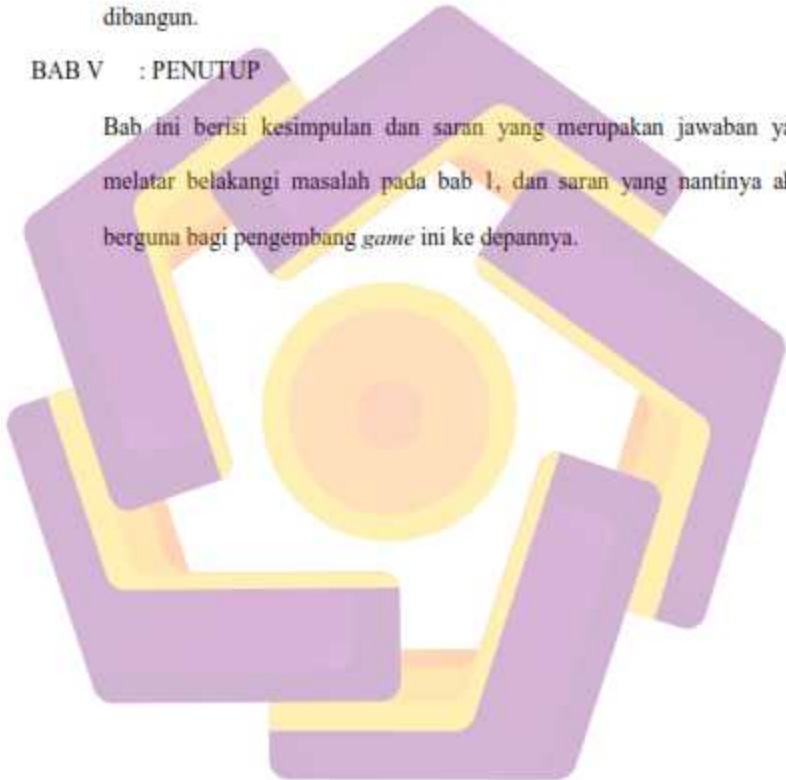 dibangun.
BAB V : PENUTUP
Bab ini berisi kesimpulan dan saran yang merupakan jawaban
melatar belakangi masalah pada bab 1, dan saran yang nantinya
berguna bagi pengembang game ini ke depannya.